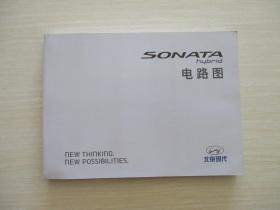 SONATA
hybrid
电路图
NEW THINKING.
NEW POSSIBILITIES.
北京现代